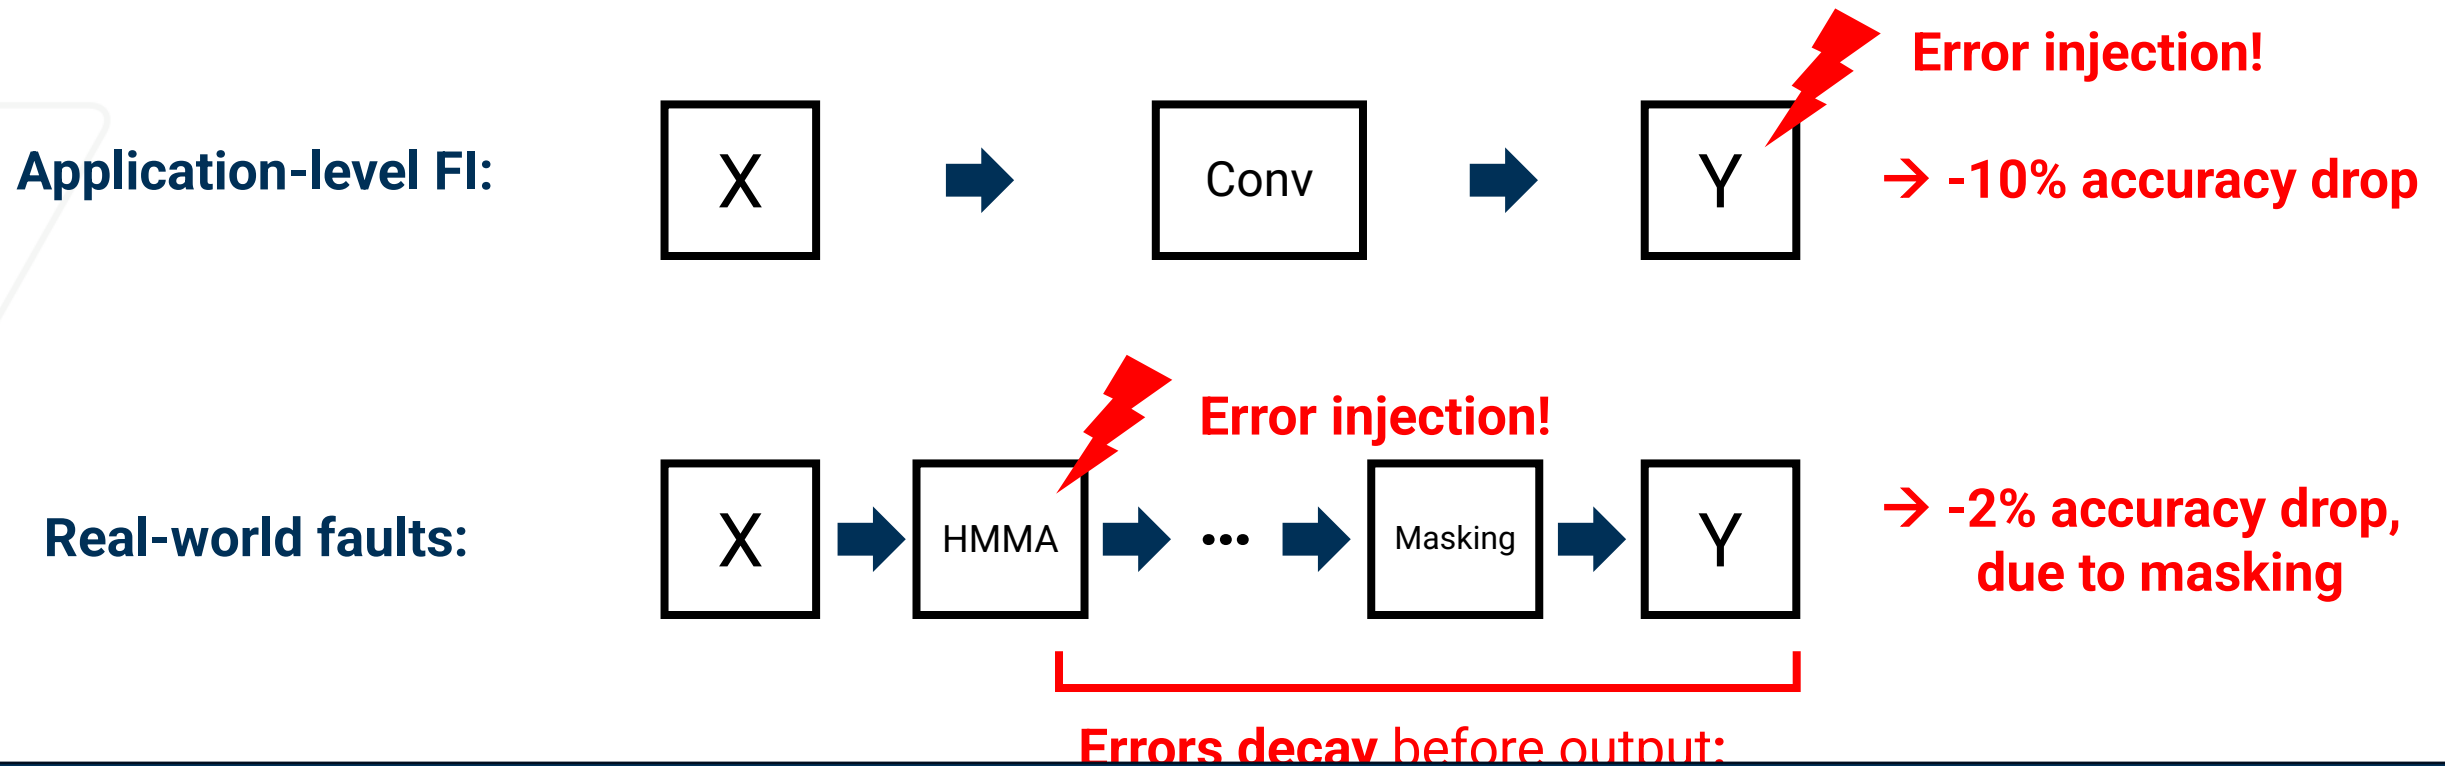 Error injection!
Application-level FI:
X
Conv
Y
→ -10% accuracy drop
Error injection!
Real-world faults:
X
HMMA
...
Masking
Y
→ -2% accuracy drop,
due to masking
Errors decay before output: